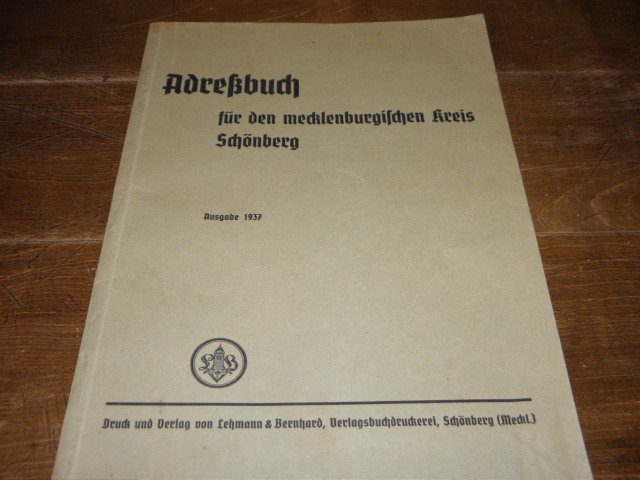 Adreßbuch
für den mecklenburgischen Kreis
Schönberg
Ausgabe 1937
L B
Druck und Verlag von Lehmann & Bernhard, Verlagsbuchdruckerei, Schönberg (Meckl.)